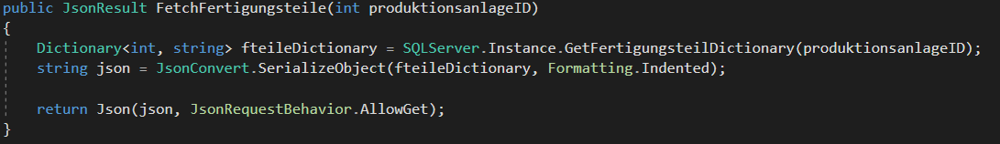 public JsonResult FetchFertigungsteile(int produktionsanlageID)
{
Dictionary<int, string> fteileDictionary = SQLServer.Instance.GetFertigungsteilDictionary(produktionsanlageID);
string json = JsonConvert.SerializeObject(fteileDictionary, Formatting.Indented);
return Json(json, JsonRequestBehavior.AllowGet);
}